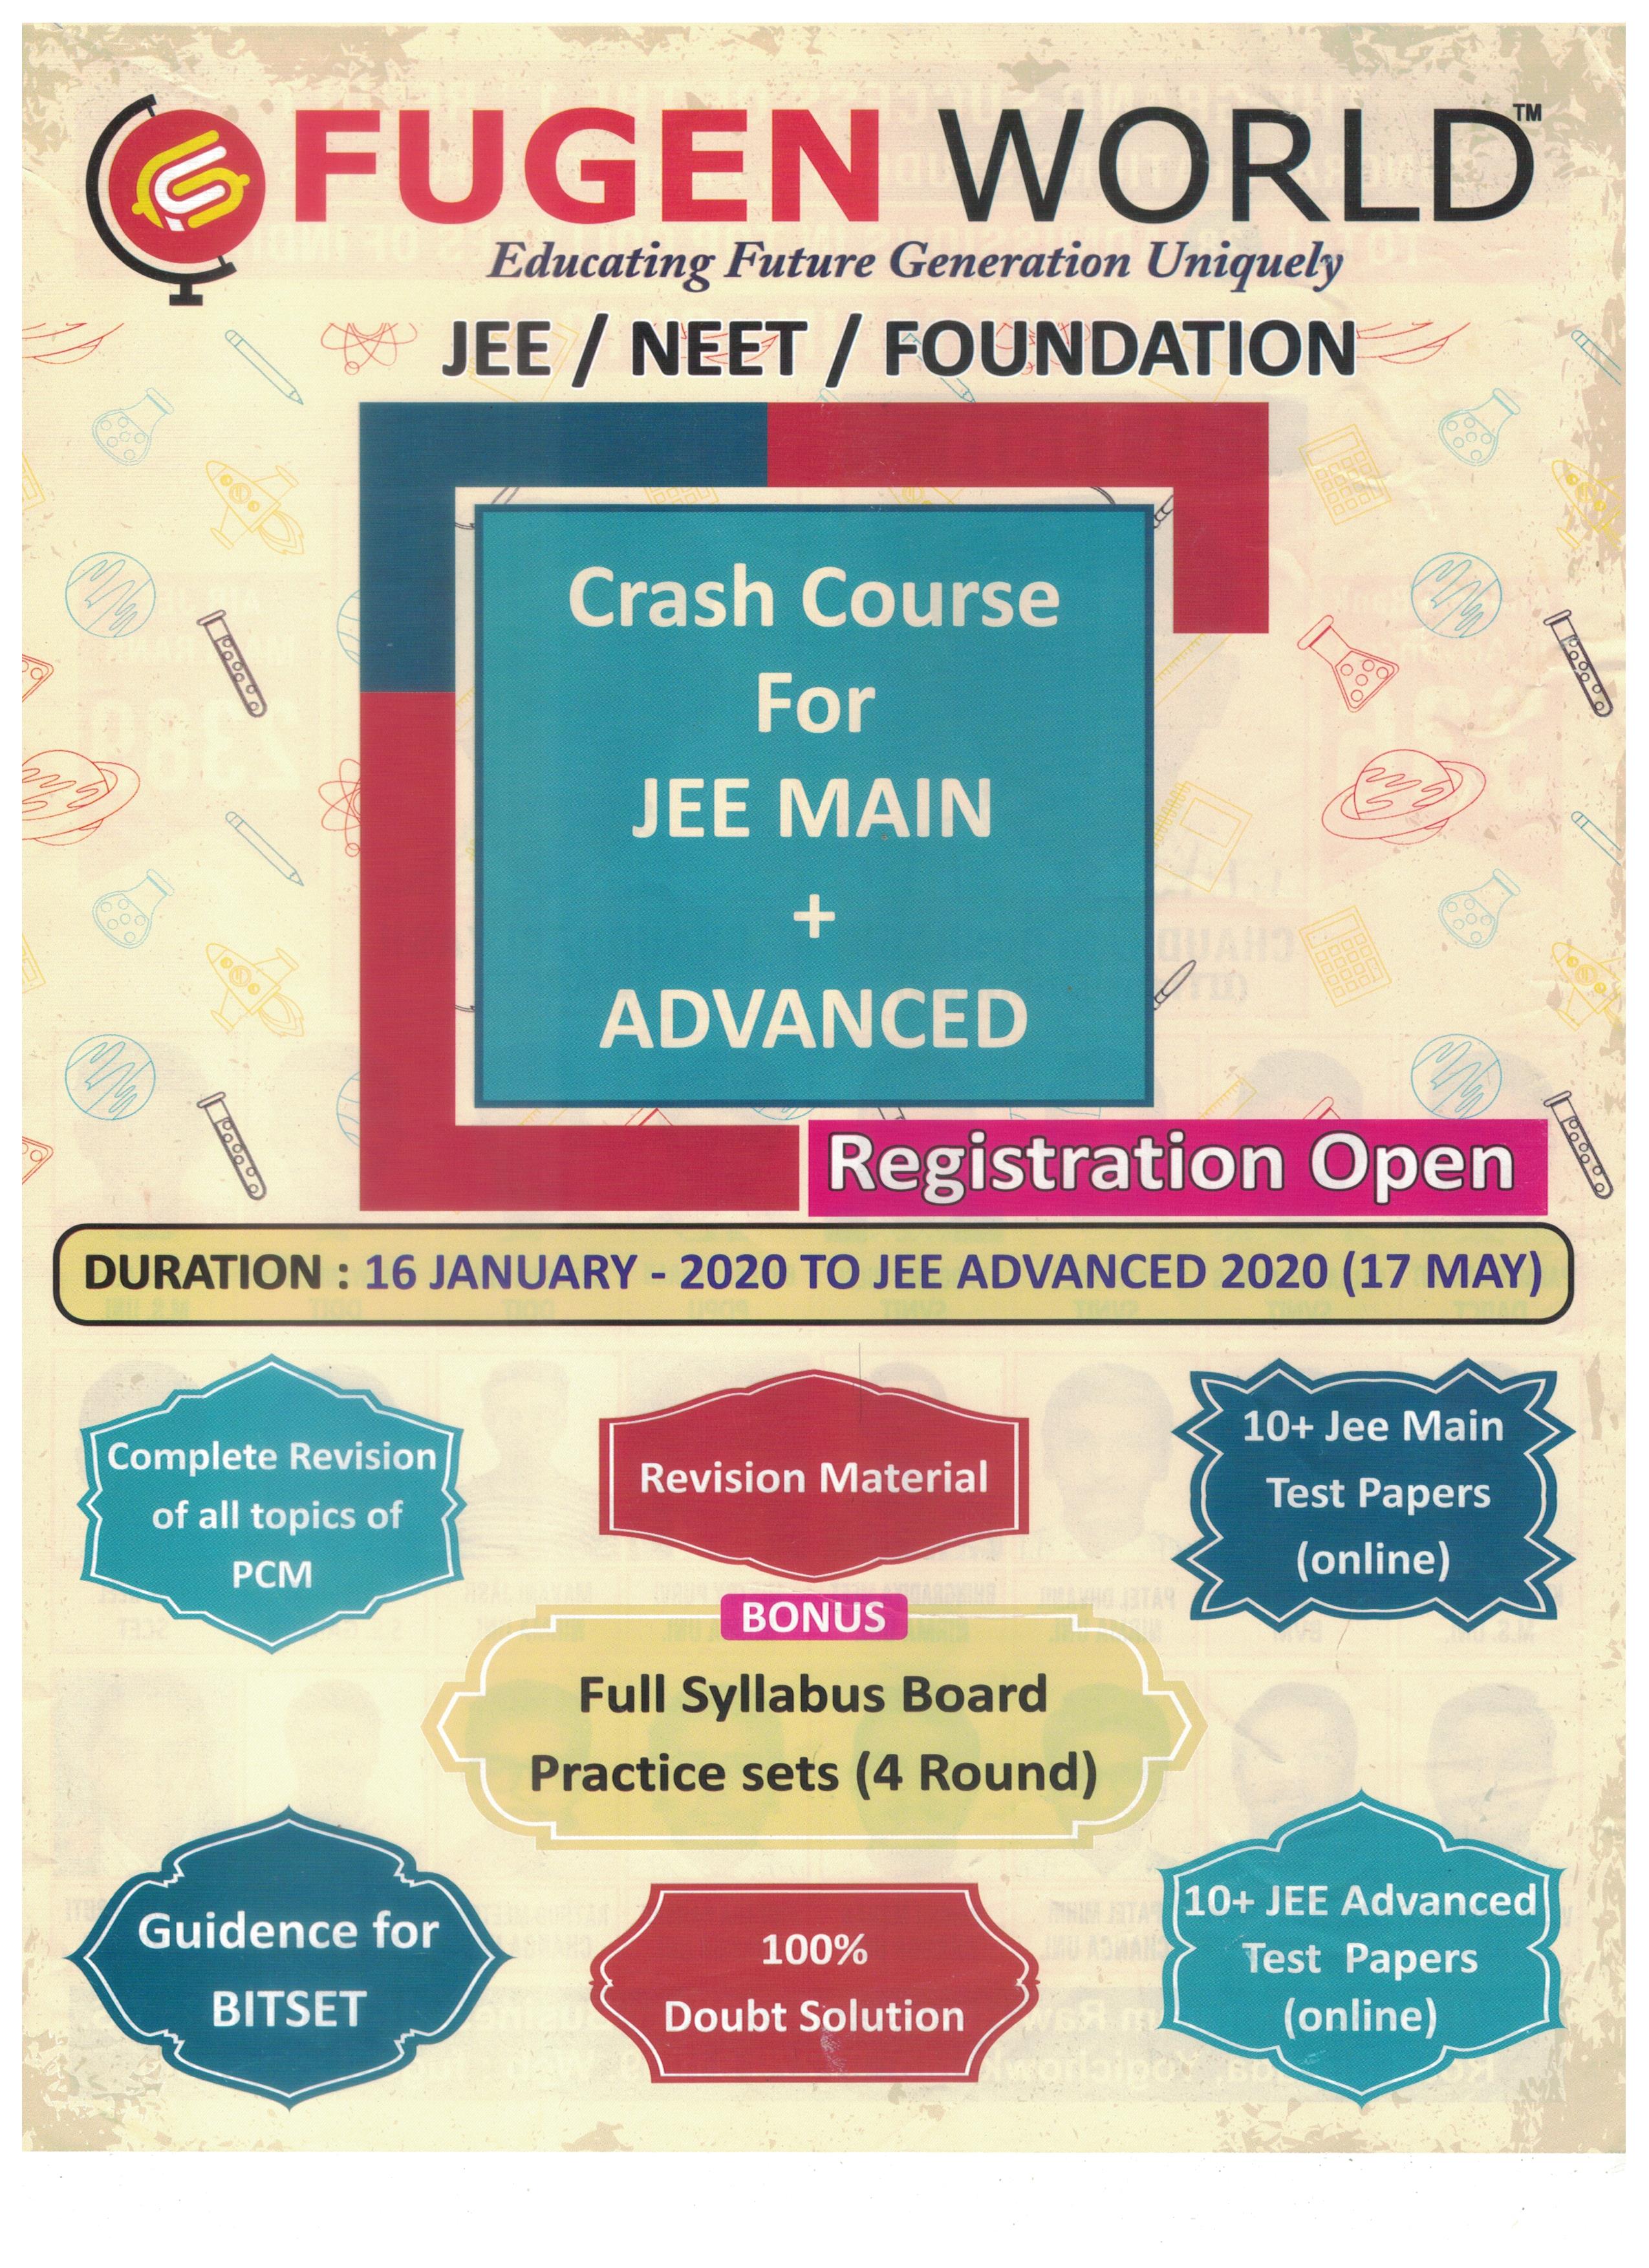 FUGEN WORLD™
Educating Future Generation Uniquely
JEE / NEET / FOUNDATION
Crash Course
For
JEE MAIN
+
ADVANCED
Registration Open
DURATION : 16 JANUARY - 2020 TO JEE ADVANCED 2020 (17 MAY)
Complete Revision
of all topics of
PCM
Revision Material
10+ Jee Main
Test Papers
(online)
BONUS
Full Syllabus Board
Practice sets (4 Round)
Guidence for
BITSET
100%
Doubt Solution
10+ JEE Advanced
Test Papers
(online)